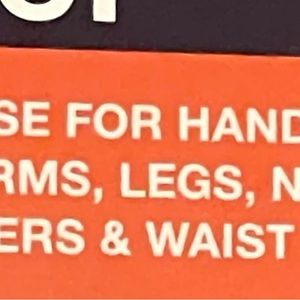 SE FOR HAND
RMS, LEGS, N
ERS & WAIST